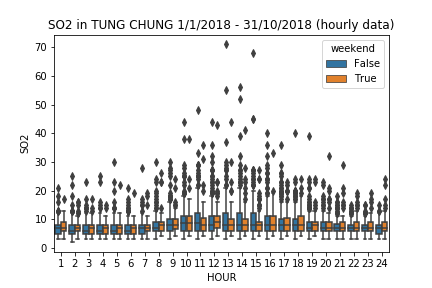 SO2 in TUNG CHUNG 1/1/2018 - 31/10/2018 (hourly data)
weekend
False
True
70
60
50
40
30
20
10
0
SO2
1 2 3 4 5 6 7 8 9 10 11 12 13 14 15 16 17 18 19 20 21 22 23 24
HOUR